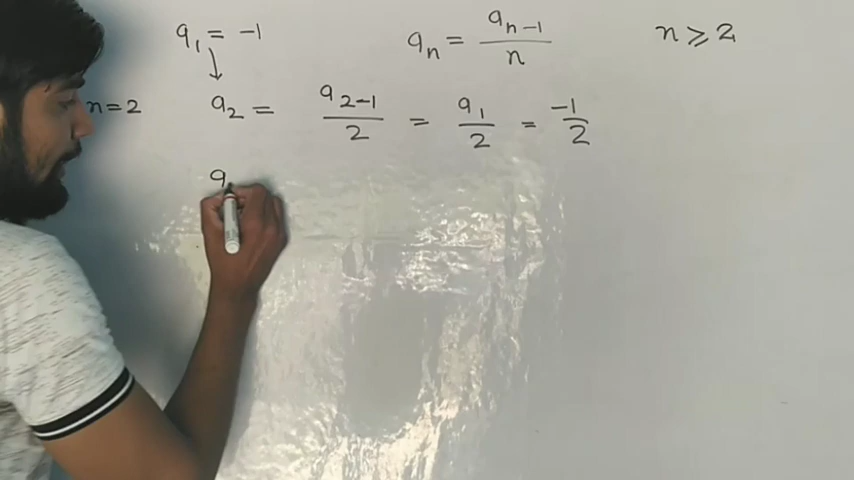 a₁ = -1    aₙ = aₙ₋₁/n    n ≥ 2
n=2    a₂ = a₂₋₁/2 = a₁/2 = -1/2
a